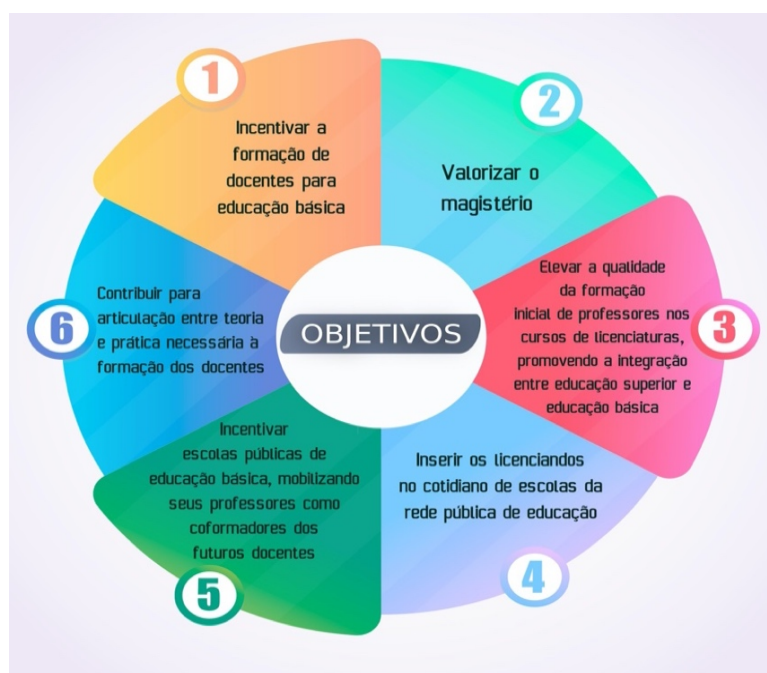 OBJETIVOS
1
Incentivar a
formação de
docentes para
educação básica
2
Valorizar o
magistério
3
Elevar a qualidade
da formação
inicial de professores nos
cursos de licenciaturas,
promovendo a integração
entre educação superior e
educação básica
4
Inserir os licenciandos
no cotidiano de escolas da
rede pública de educação
5
Incentivar
escolas públicas de
educação básica, mobilizando
seus professores como
coformadores dos
futuros docentes
6
Contribuir para
articulação entre teoria
e prática necessária à
formação dos docentes